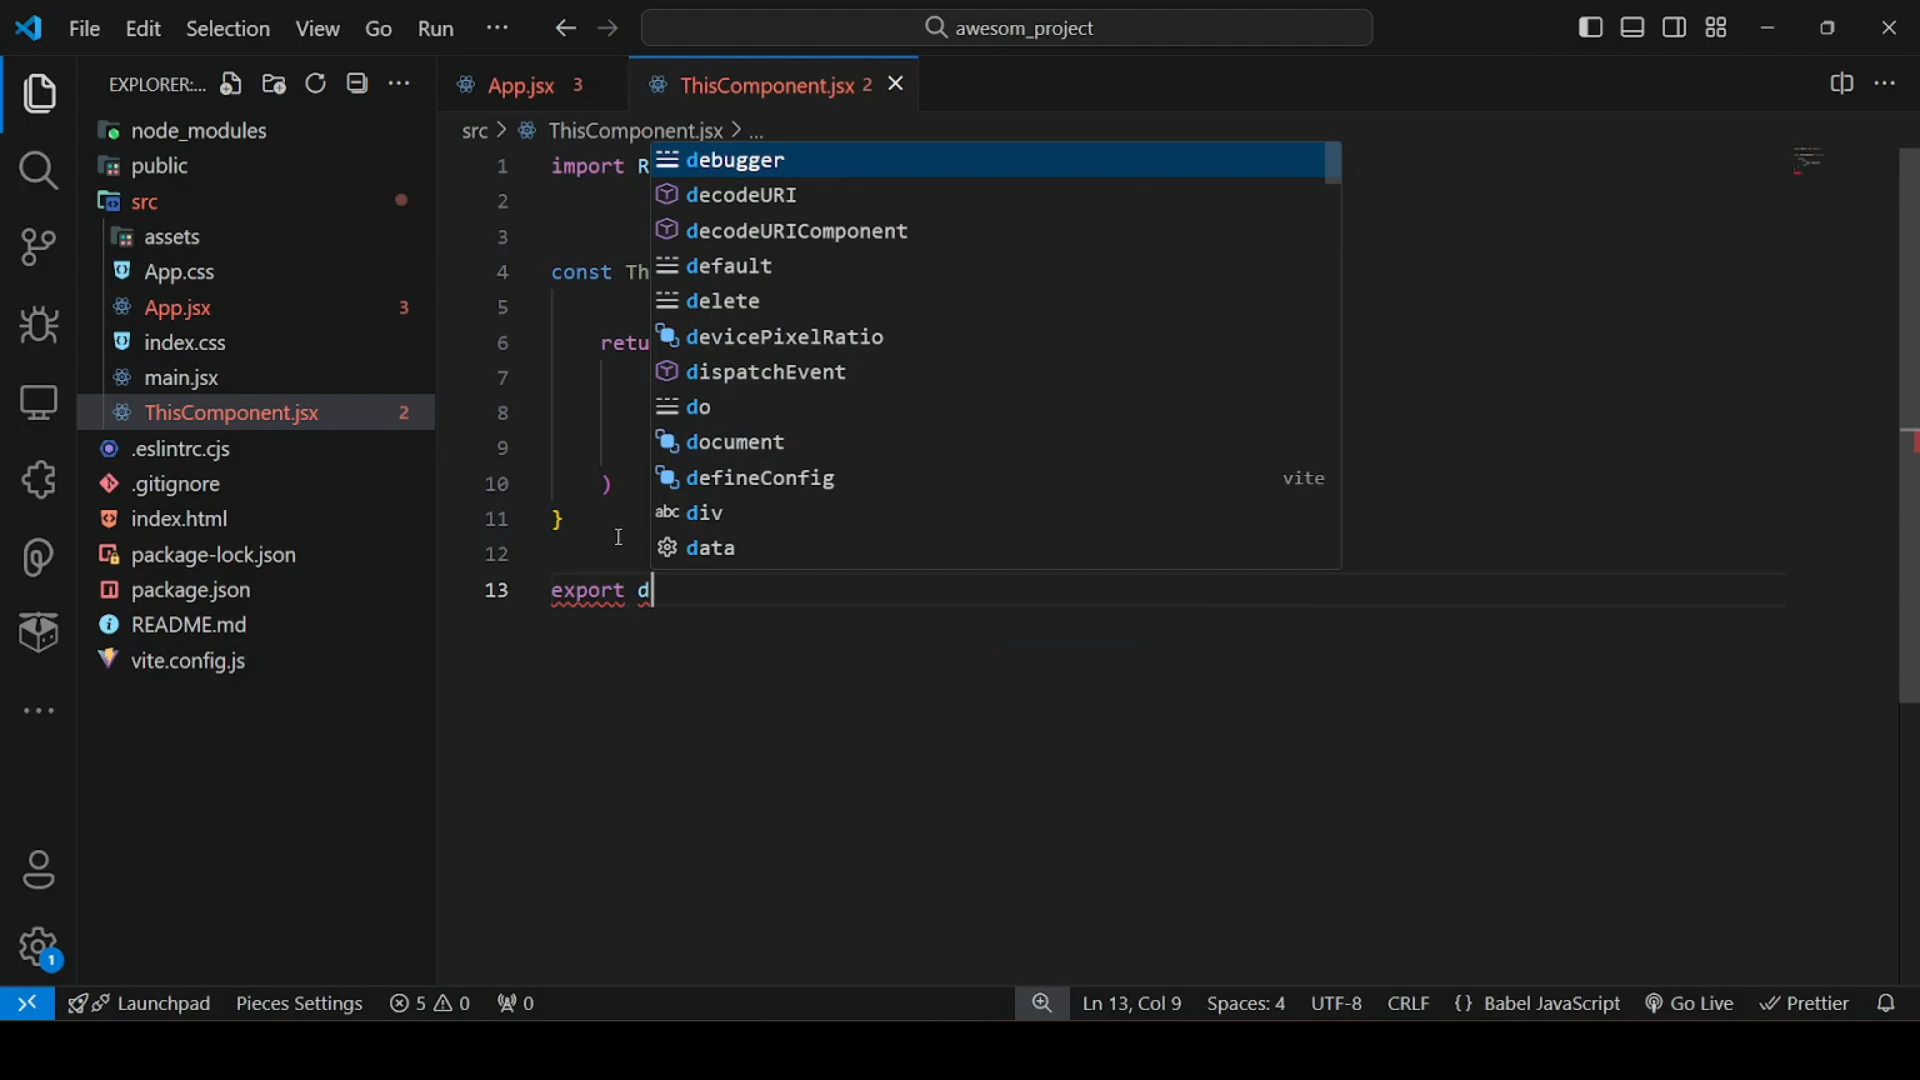 File Edit Selection View Go Run ··· awesom_project
EXPLORER:...
node_modules
public
src
assets
App.css
App.jsx 3
index.css
main.jsx
ThisComponent.jsx 2
.eslintrc.cjs
.gitignore
index.html
package-lock.json
package.json
README.md
vite.config.js
1
App.jsx 3 ThisComponent.jsx 2
src > ThisComponent.jsx > ...
1 import R
2
3
4 const Th
5
6 retu
7
8
9
10 )
11 }
12
13 export d
debugger
decodeURI
decodeURIComponent
default
delete
devicePixelRatio
dispatchEvent
do
document
defineConfig vite
abc div
data
Launchpad Pieces Settings 5 0 0 Ln 13, Col 9 Spaces: 4 UTF-8 CRLF {} Babel JavaScript Go Live Prettier